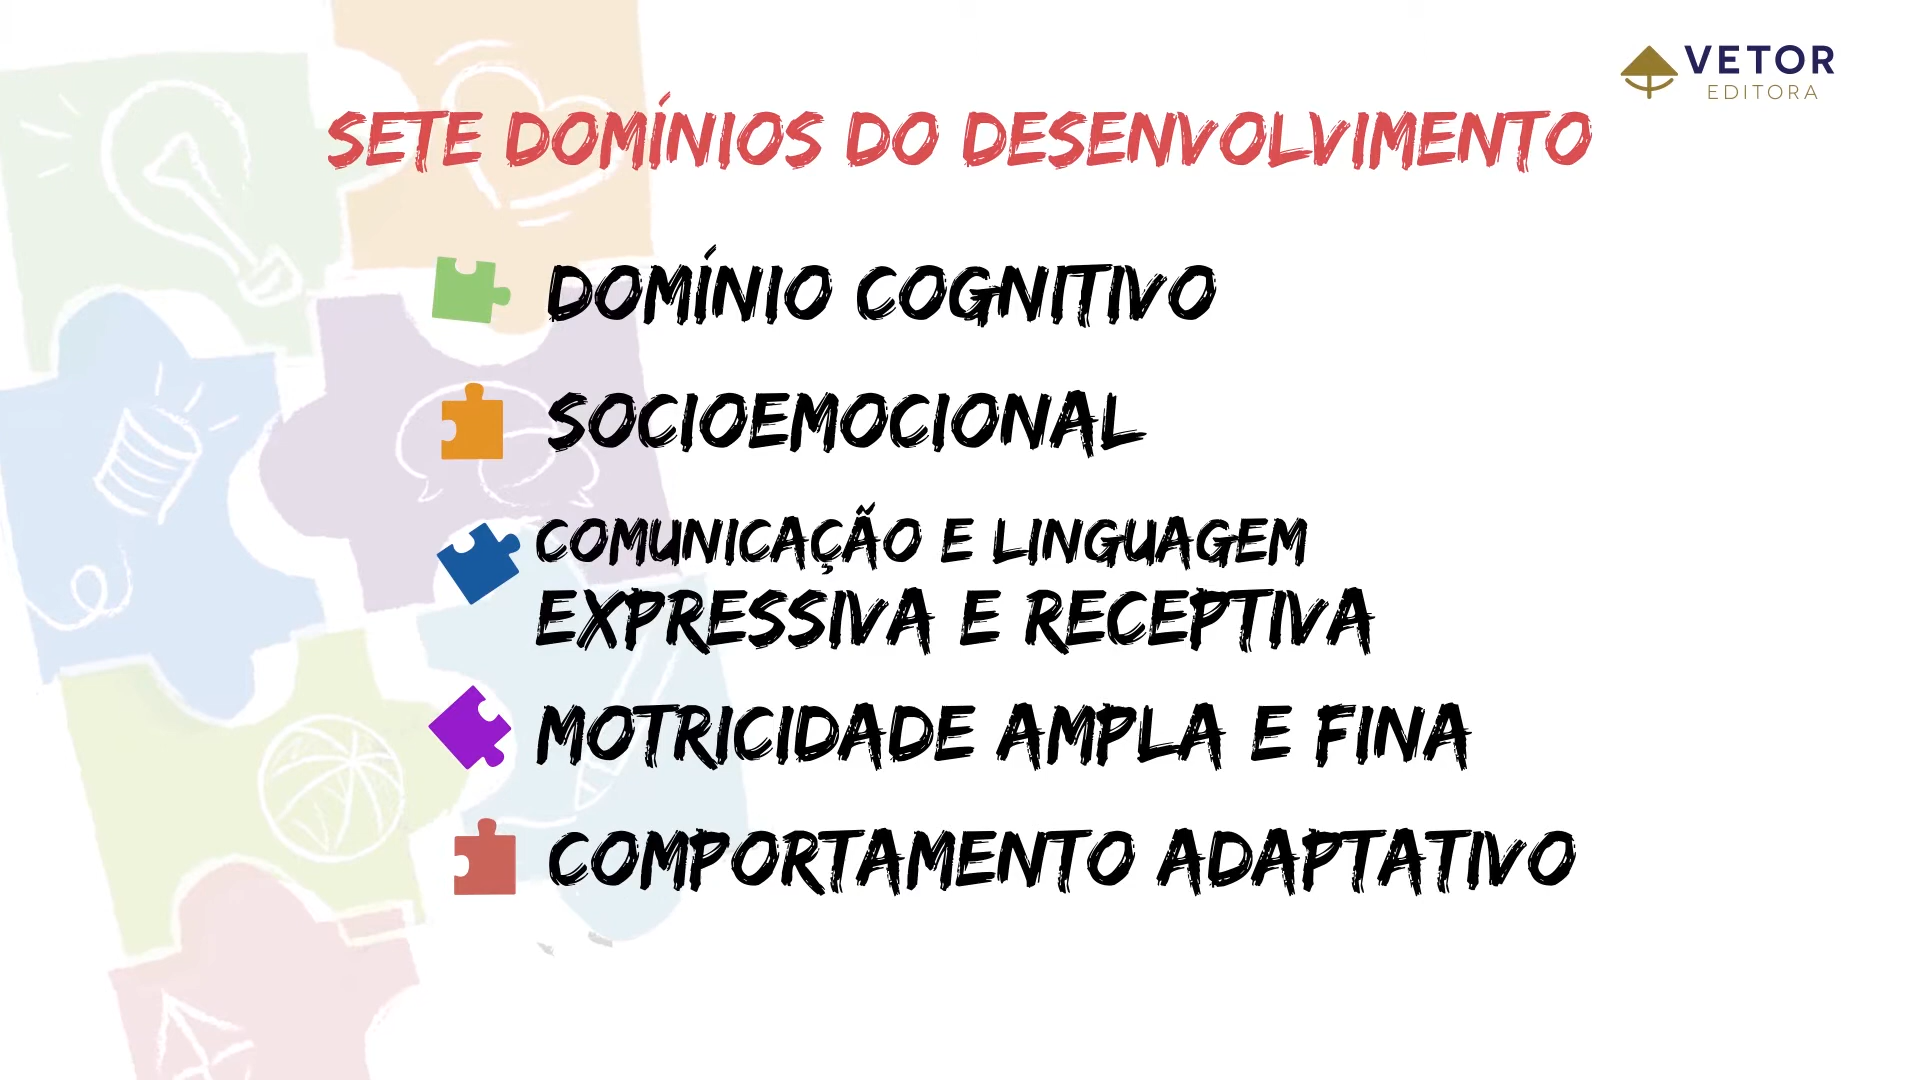 VETOR
EDITORA
SETE DOMÍNIOS DO DESENVOLVIMENTO
DOMÍNIO COGNITIVO
SOCIOEMOCIONAL
COMUNICAÇÃO E LINGUAGEM
EXPRESSIVA E RECEPTIVA
MOTRICIDADE AMPLA E FINA
COMPORTAMENTO ADAPTATIVO